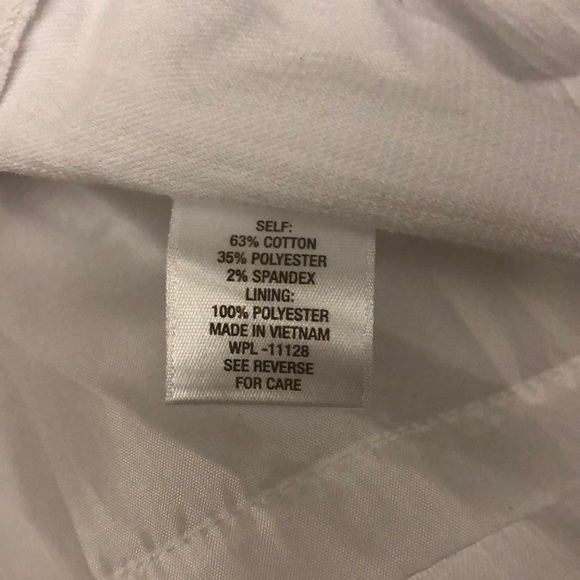 SELF:
63% COTTON
35% POLYESTER
2% SPANDEX
LINING:
100% POLYESTER
MADE IN VIETNAM
WPL -11128
SEE REVERSE
FOR CARE